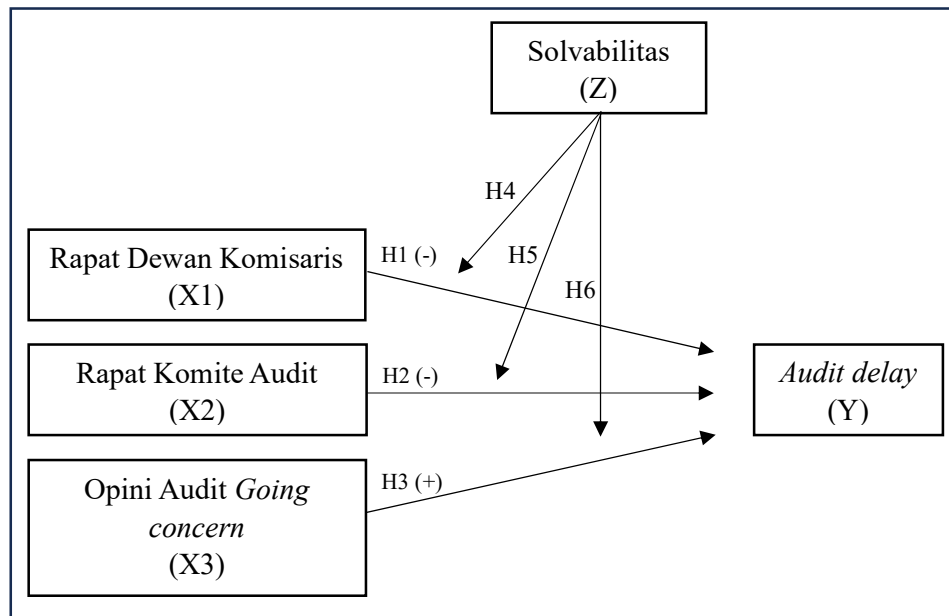 Solvabilitas
(Z)
H4
H5
H6
Rapat Dewan Komisaris
(X1)
H1 (-)
Rapat Komite Audit
(X2)
H2 (-)
Audit delay
(Y)
Opini Audit Going
concern
(X3)
H3 (+)